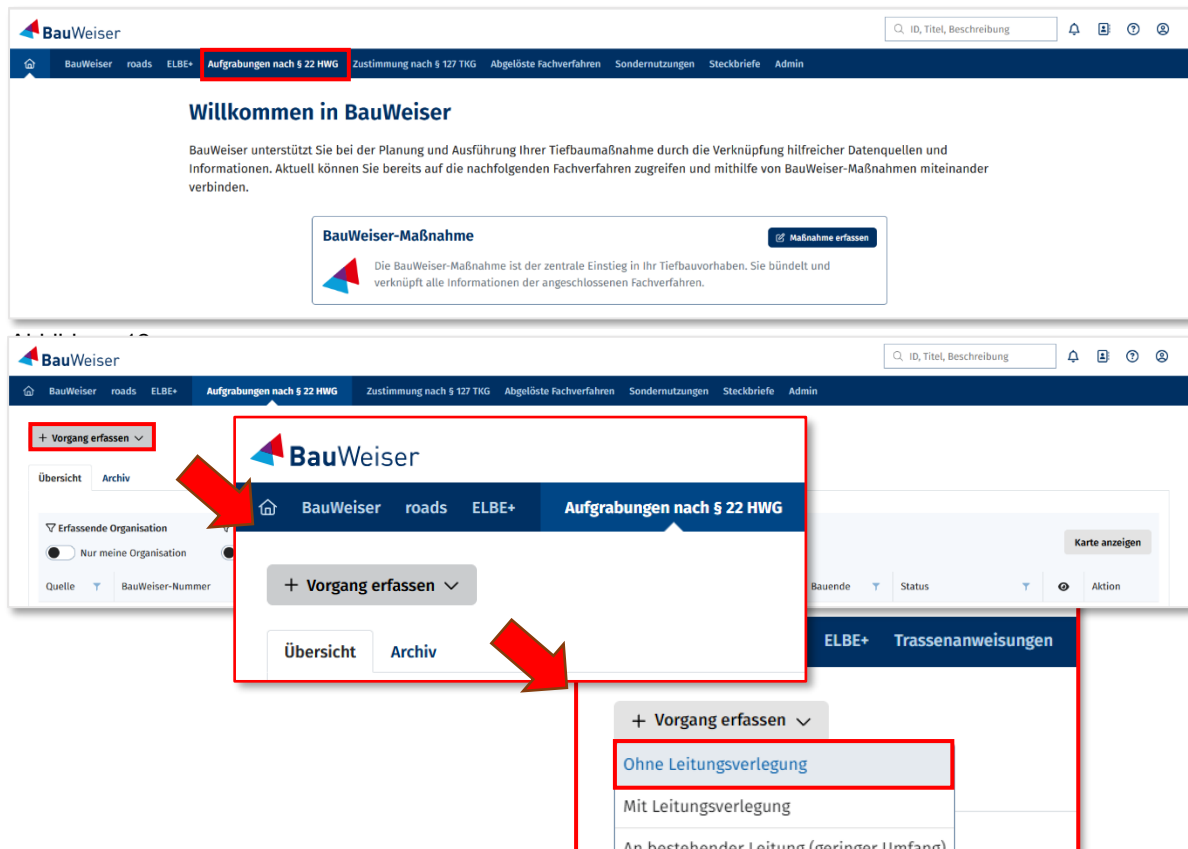 BauWeiser
ID, Titel, Beschreibung
BauWeiser roads ELBE+ Aufgrabungen nach § 22 HWG Zustimmung nach § 127 TKG Abgelöste Fachverfahren Sondernutzungen Steckbriefe Admin
Willkommen in BauWeiser
BauWeiser unterstützt Sie bei der Planung und Ausführung Ihrer Tiefbaumaßnahme durch die Verknüpfung hilfreicher Datenquellen und
Informationen. Aktuell können Sie bereits auf die nachfolgenden Fachverfahren zugreifen und mithilfe von BauWeiser-Maßnahmen miteinander
verbinden.
BauWeiser-Maßnahme
Maßnahme erfassen
Die BauWeiser-Maßnahme ist der zentrale Einstieg in Ihr Tiefbauvorhaben. Sie bündelt und
verknüpft alle Informationen der angeschlossenen Fachverfahren.
BauWeiser
ID, Titel, Beschreibung
BauWeiser roads ELBE+ Aufgrabungen nach § 22 HWG Zustimmung nach § 127 TKG Abgelöste Fachverfahren Sondernutzungen Steckbriefe Admin
+ Vorgang erfassen
Übersicht Archiv
Erfassende Organisation
Nur meine Organisation
Karte anzeigen
Quelle BauWeiser-Nummer Bauende Status Aktion
BauWeiser
BauWeiser roads ELBE+ Aufgrabungen nach § 22 HWG
+ Vorgang erfassen
Übersicht Archiv
ELBE+ Trassenanweisungen
+ Vorgang erfassen
Ohne Leitungsverlegung
Mit Leitungsverlegung
An bestehender Leitung (geringer Umfang)